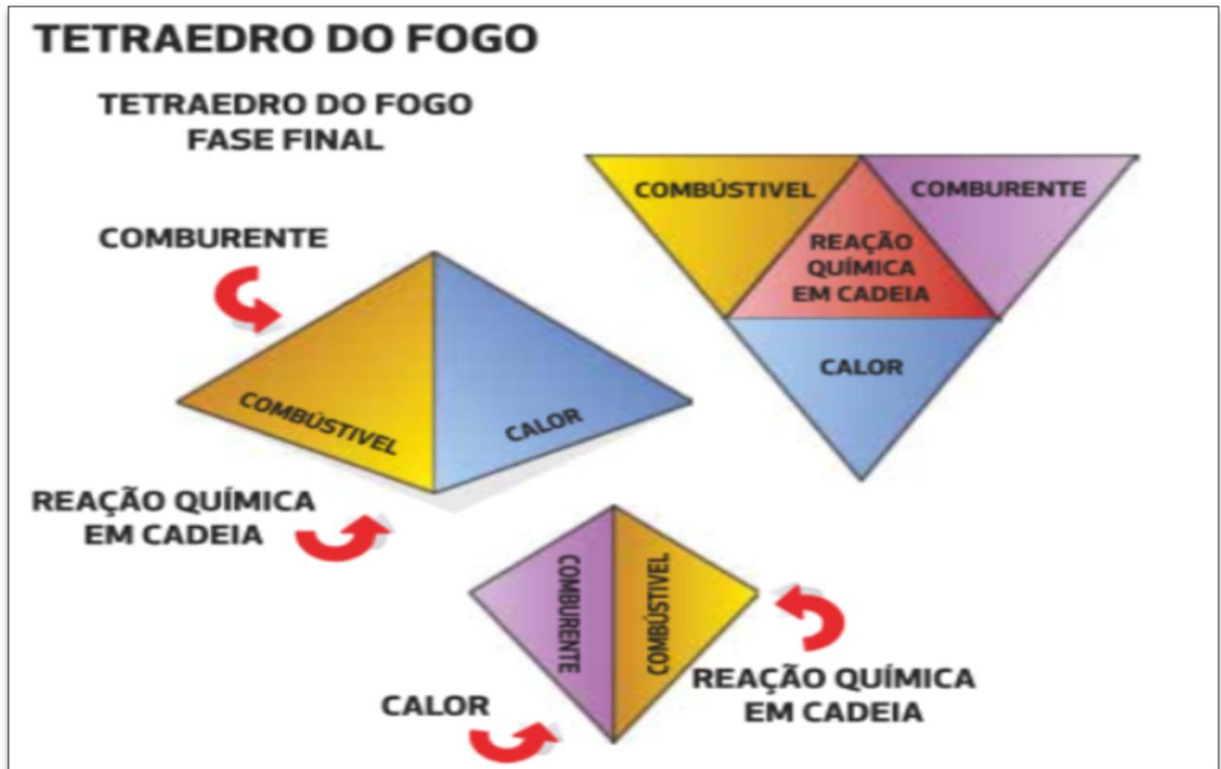 TETRAEDRO DO FOGO
TETRAEDRO DO FOGO
FASE FINAL
COMBURENTE
COMBÚSTIVEL
CALOR
REAÇÃO QUÍMICA
EM CADEIA
COMBÚSTIVEL
COMBURENTE
REAÇÃO
QUÍMICA
EM CADEIA
CALOR
COMBURENTE
COMBÚSTIVEL
CALOR
REAÇÃO QUÍMICA
EM CADEIA